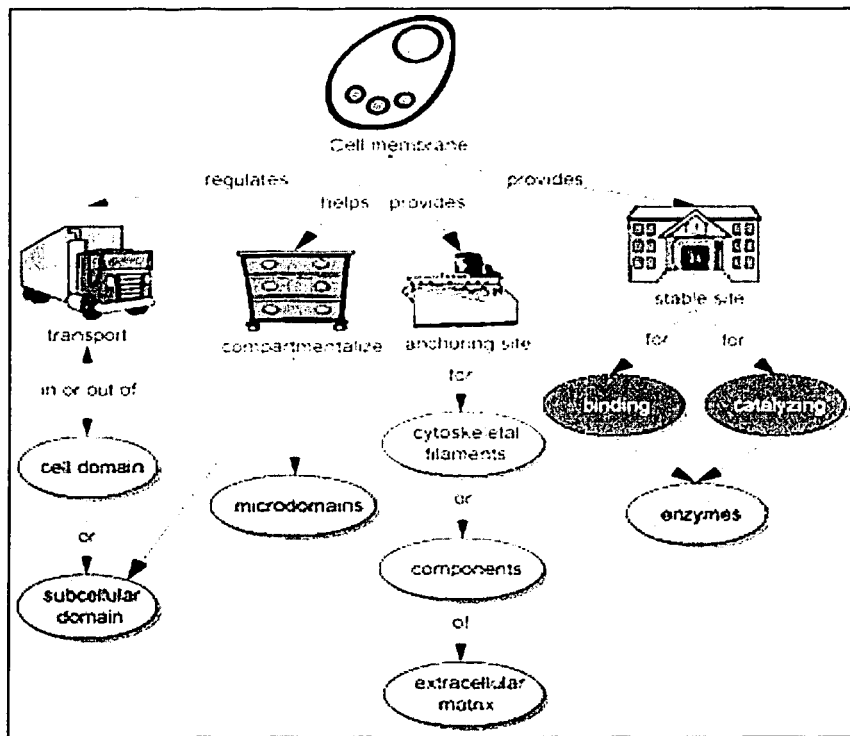 Cell membrane
regulates
helps provides
provides
transport
compartmentalize
anchoring site
stable site
in or out of
for
for for
binding
catalyzing
cell domain
cytoskeletal
filaments
microdomains
enzymes
or
or
subcellular
domain
components
of
extracellular
matrix